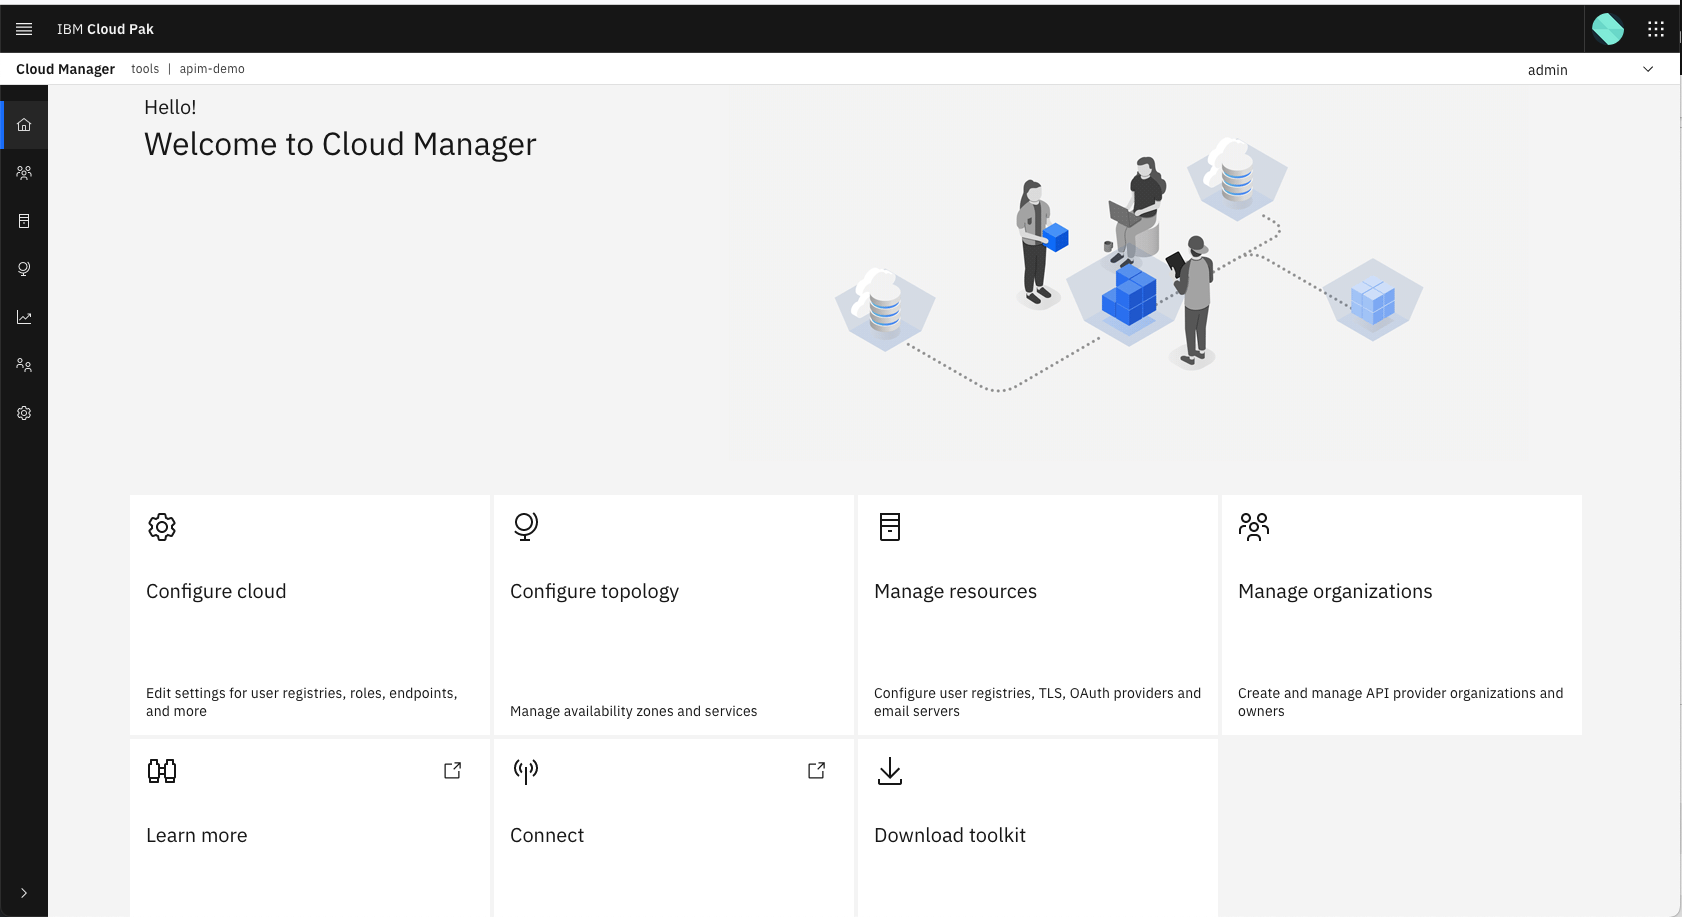 IBM Cloud Pak
Cloud Manager tools | apim-demo
admin
Hello!
Welcome to Cloud Manager
Configure cloud
Edit settings for user registries, roles, endpoints,
and more
Configure topology
Manage availability zones and services
Manage resources
Configure user registries, TLS, OAuth providers and
email servers
Manage organizations
Create and manage API provider organizations and
owners
Learn more
Connect
Download toolkit